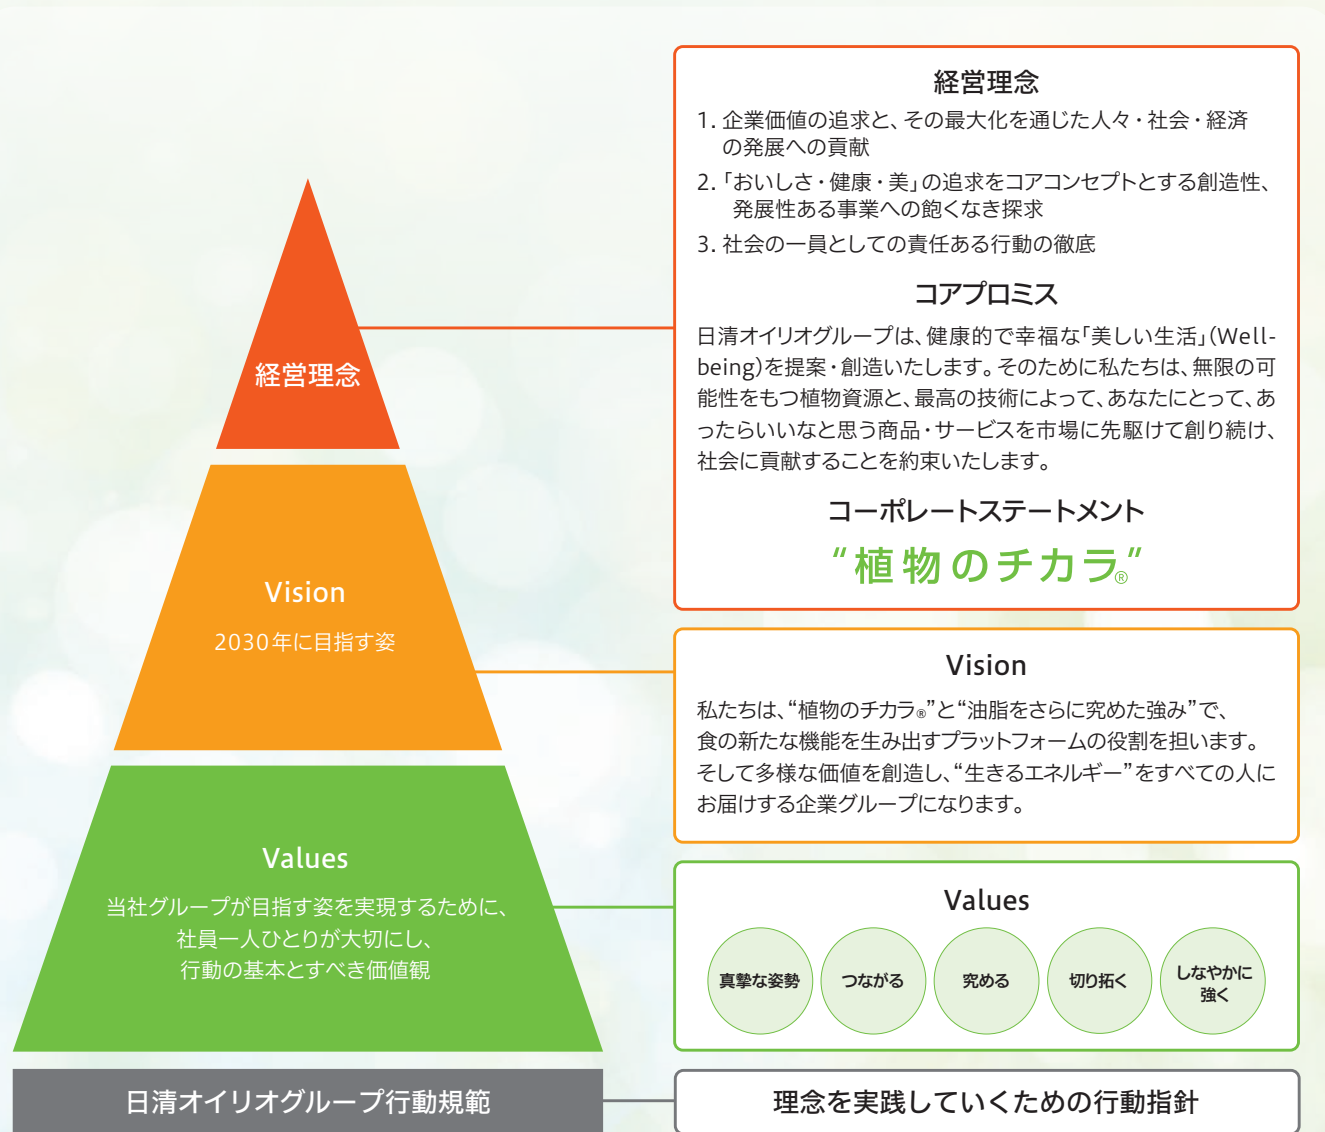 経営理念
Vision
2030年に目指す姿
Values
当社グループが目指す姿を実現するために、
社員一人ひとりが大切にし、
行動の基本とすべき価値観
日清オイリオグループ行動規範
経営理念
1. 企業価値の追求と、その最大化を通じた人々・社会・経済
の発展への貢献
2.「おいしさ・健康・美」の追求をコアコンセプトとする創造性、
発展性ある事業への飽くなき探求
3. 社会の一員としての責任ある行動の徹底
コアプロミス
日清オイリオグループは、健康的で幸福な「美しい生活」(Well-
being)を提案・創造いたします。そのために私たちは、無限の可
能性をもつ植物資源と、最高の技術によって、あなたにとって、あ
ったらいいなと思う商品・サービスを市場に先駆けて創り続け、
社会に貢献することを約束いたします。
コーポレートステートメント
“植物のチカラ®”
Vision
私たちは、“植物のチカラ®”と“油脂をさらに究めた強み”で、
食の新たな機能を生み出すプラットフォームの役割を担います。
そして多様な価値を創造し、“生きるエネルギー”をすべての人に
お届けする企業グループになります。
Values
真摯な姿勢
つながる
究める
切り拓く
しなやかに
強く
理念を実践していくための行動指針